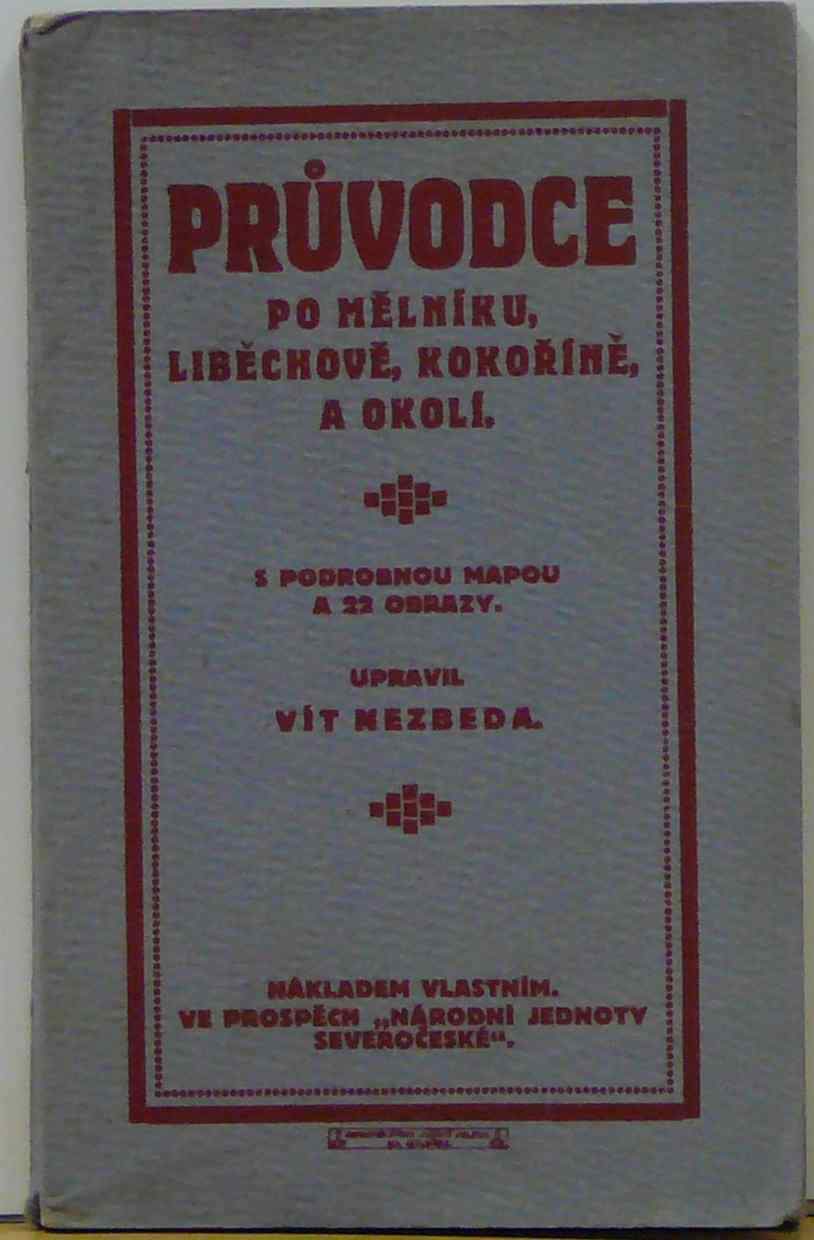 PRŮVODCE
PO MĚLNÍKU,
LIBĚCHOVĚ, KOKOŘÍNĚ,
A OKOLÍ.
S PODROBNOU MAPOU
A 22 OBRAZY.
UPRAVIL
VÍT NEZBEDA.
NÁKLADEM VLASTNÍM.
VE PROSPĚCH „NÁRODNÍ JEDNOTY
SEVEROČESKÉ“.